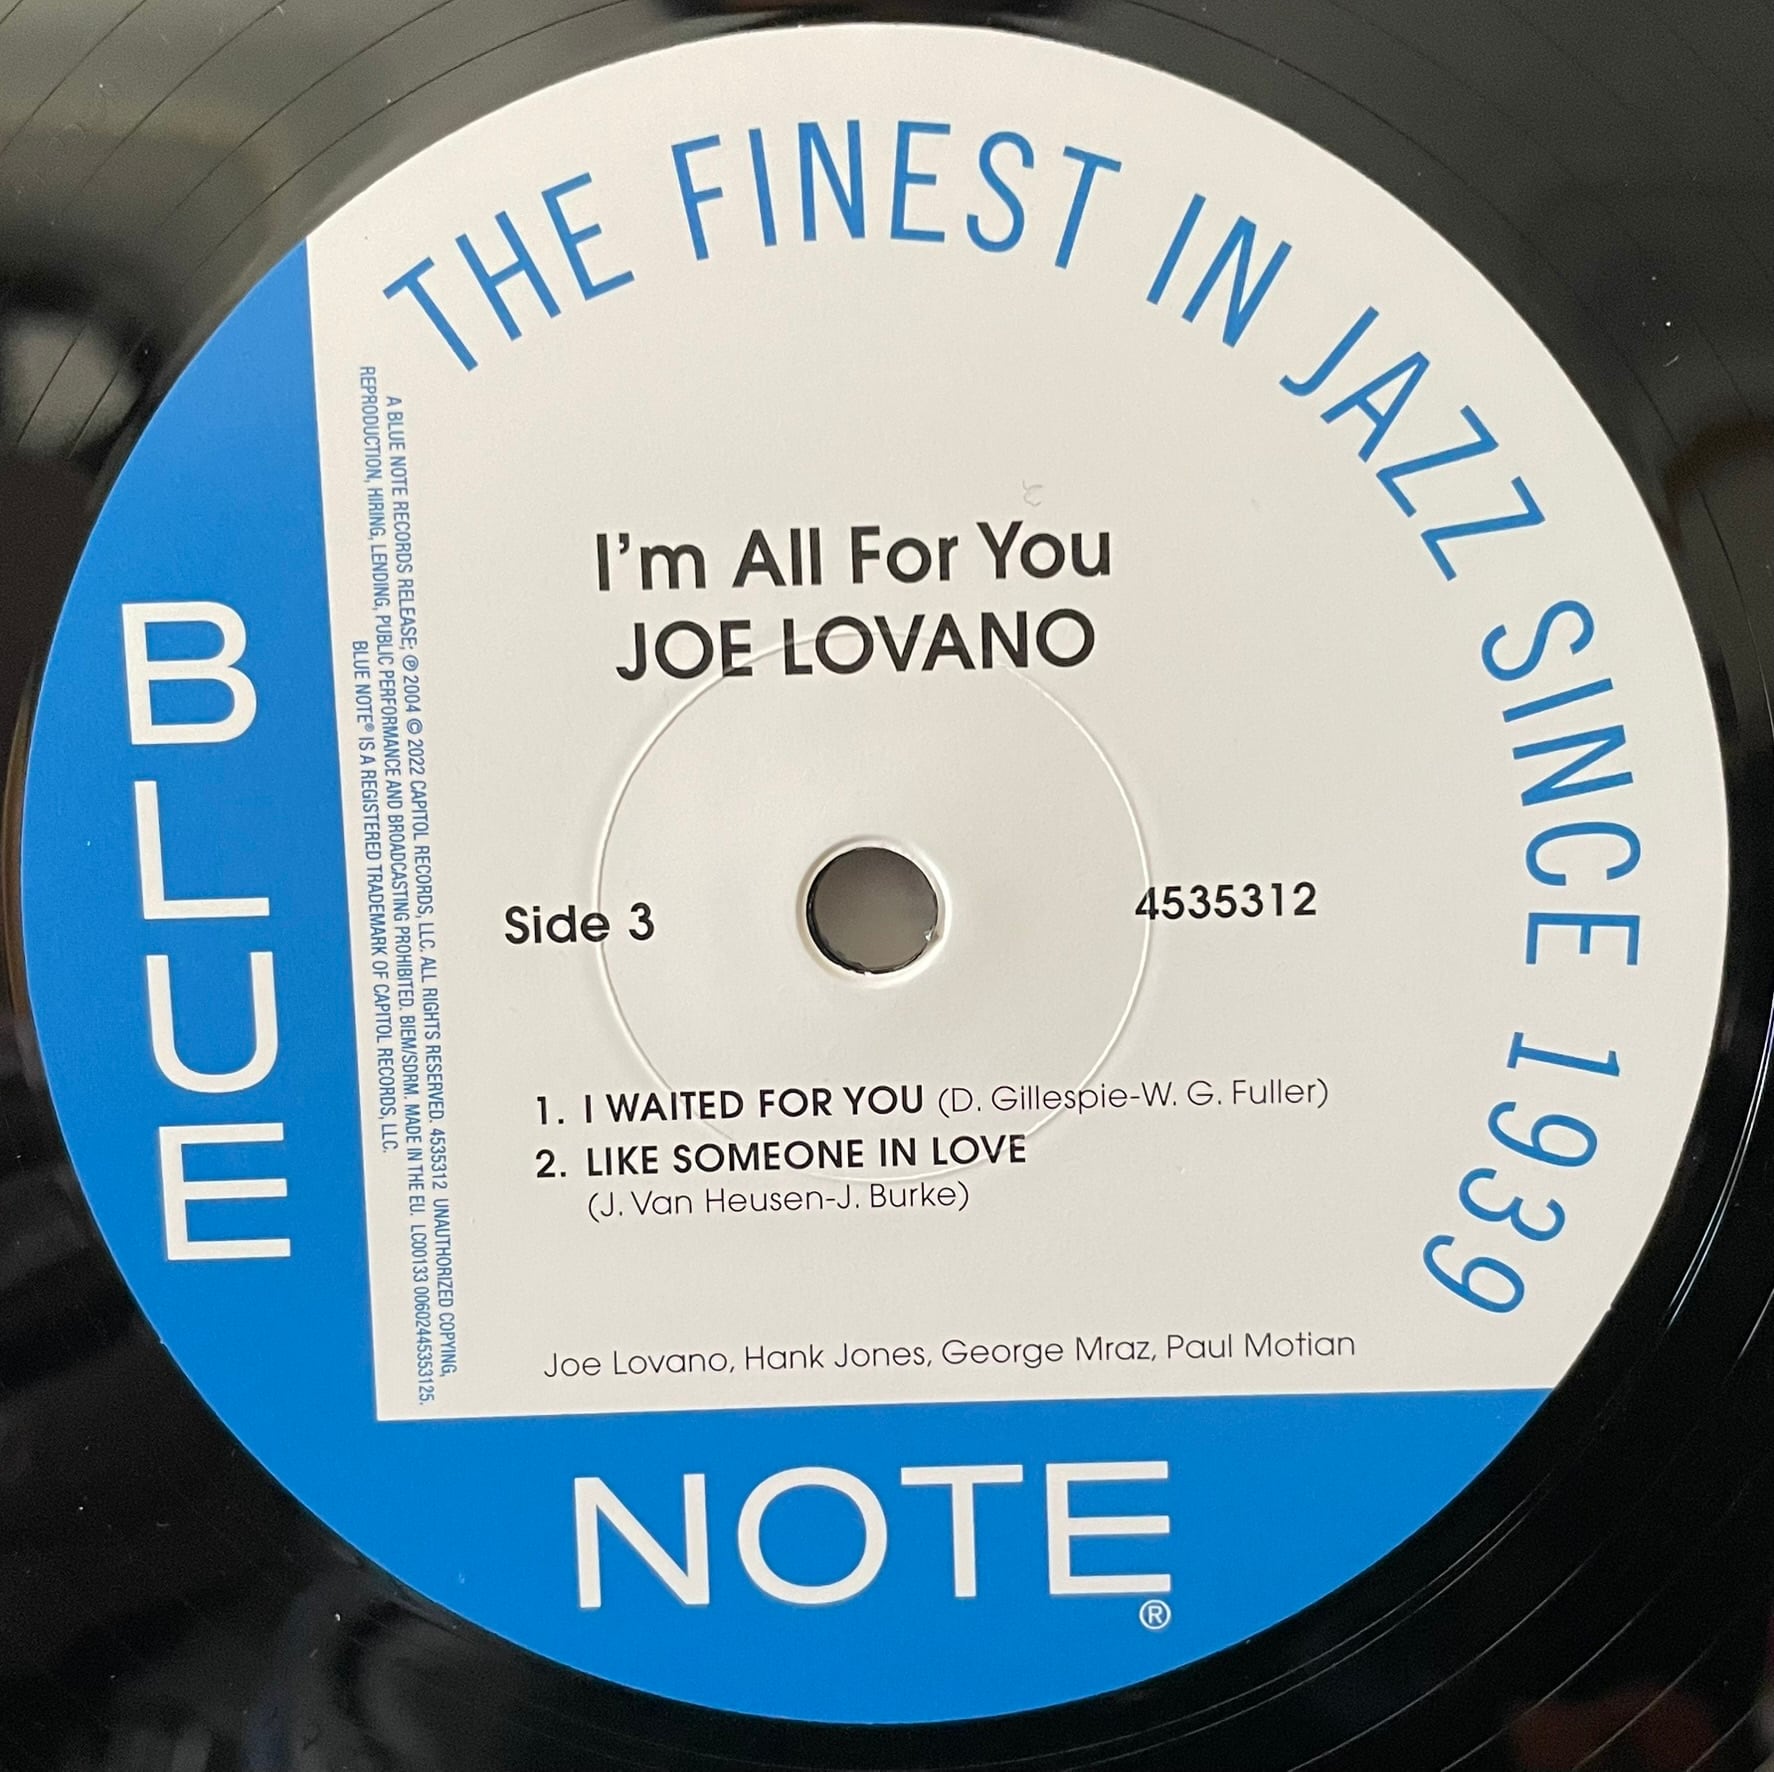 THE FINEST IN JAZZ SINCE 1939
I'm All For You
JOE LOVANO
Side 3
4535312
1. I WAITED FOR YOU (D. Gillespie-W. G. Fuller)
2. LIKE SOMEONE IN LOVE
(J. Van Heusen-J. Burke)
Joe Lovano, Hank Jones, George Mraz, Paul Motian
BLUE
NOTE®
A BLUE NOTE RECORDS RELEASE; ℗ 2004 © 2022 CAPITOL RECORDS, LLC. ALL RIGHTS RESERVED. 4535312 UNAUTHORIZED COPYING,
REPRODUCTION, HIRING, LENDING, PUBLIC PERFORMANCE AND BROADCASTING PROHIBITED. BIEM/SDRM. MADE IN THE EU. LC00133 00602445353125.
BLUE NOTE® IS A REGISTERED TRADEMARK OF CAPITOL RECORDS, LLC.